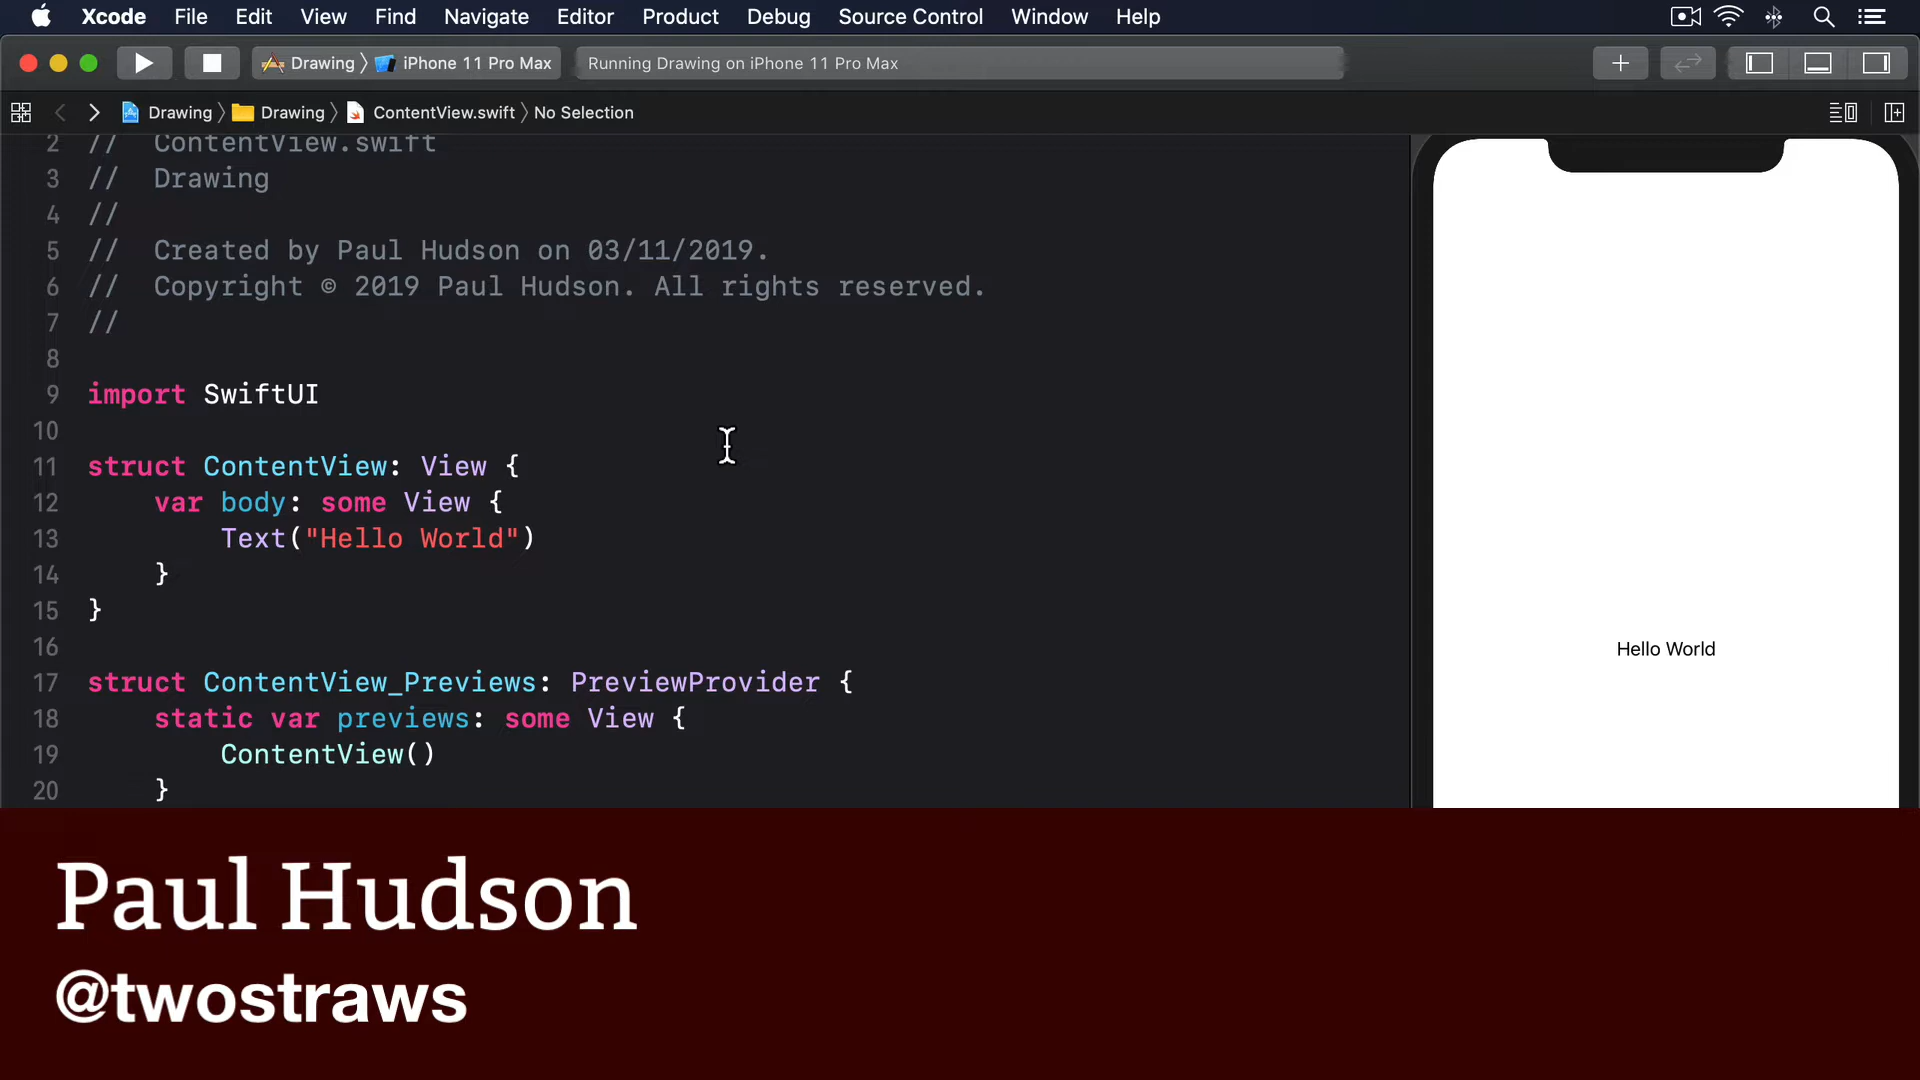 Xcode File Edit View Find Navigate Editor Product Debug Source Control Window Help
Drawing iPhone 11 Pro Max Running Drawing on iPhone 11 Pro Max
Drawing Drawing ContentView.swift No Selection
2 //  ContentView.swift
3 //  Drawing
4 //
5 //  Created by Paul Hudson on 03/11/2019.
6 //  Copyright © 2019 Paul Hudson. All rights reserved.
7 //
8
9 import SwiftUI
10
11 struct ContentView: View {
12     var body: some View {
13         Text("Hello World")
14     }
15 }
16
17 struct ContentView_Previews: PreviewProvider {
18     static var previews: some View {
19         ContentView()
20     }
Hello World
Paul Hudson
@twostraws